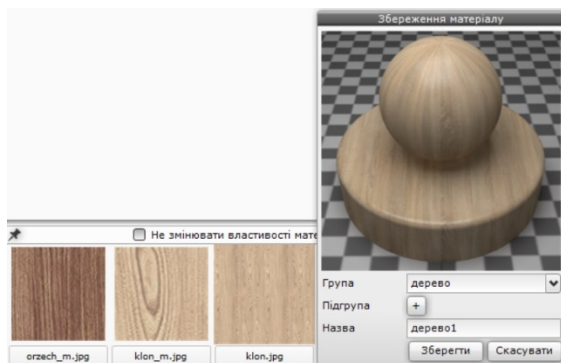 Збереження матеріалу
Не змінювати властивості мате
orzech_m.jpg
klon_m.jpg
klon.jpg
Група
дерево
Підгрупа
+
Назва
дерево1
Зберегти
Скасувати